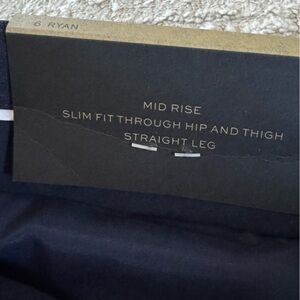 6 RYAN
MID RISE
SLIM FIT THROUGH HIP AND THIGH
STRAIGHT LEG